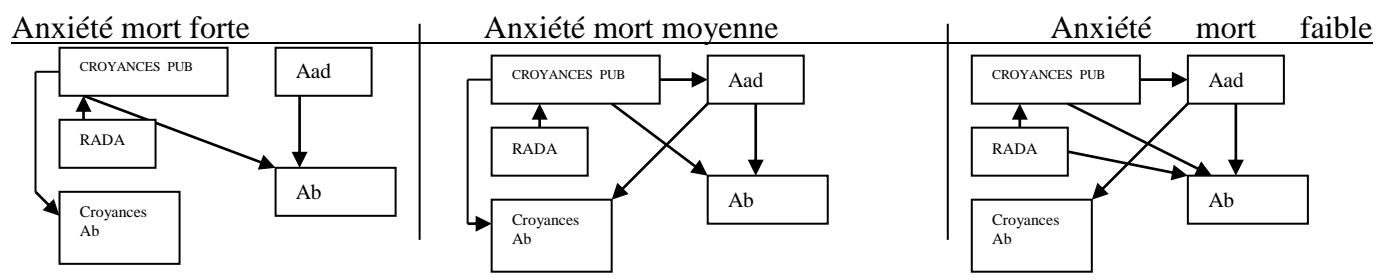 Anxiété mort forte
CROYANCES PUB
Aad
RADA
Ab
Croyances
Ab
Anxiété mort moyenne
CROYANCES PUB
Aad
RADA
Ab
Croyances
Ab
Anxiété mort faible
CROYANCES PUB
Aad
RADA
Ab
Croyances
Ab